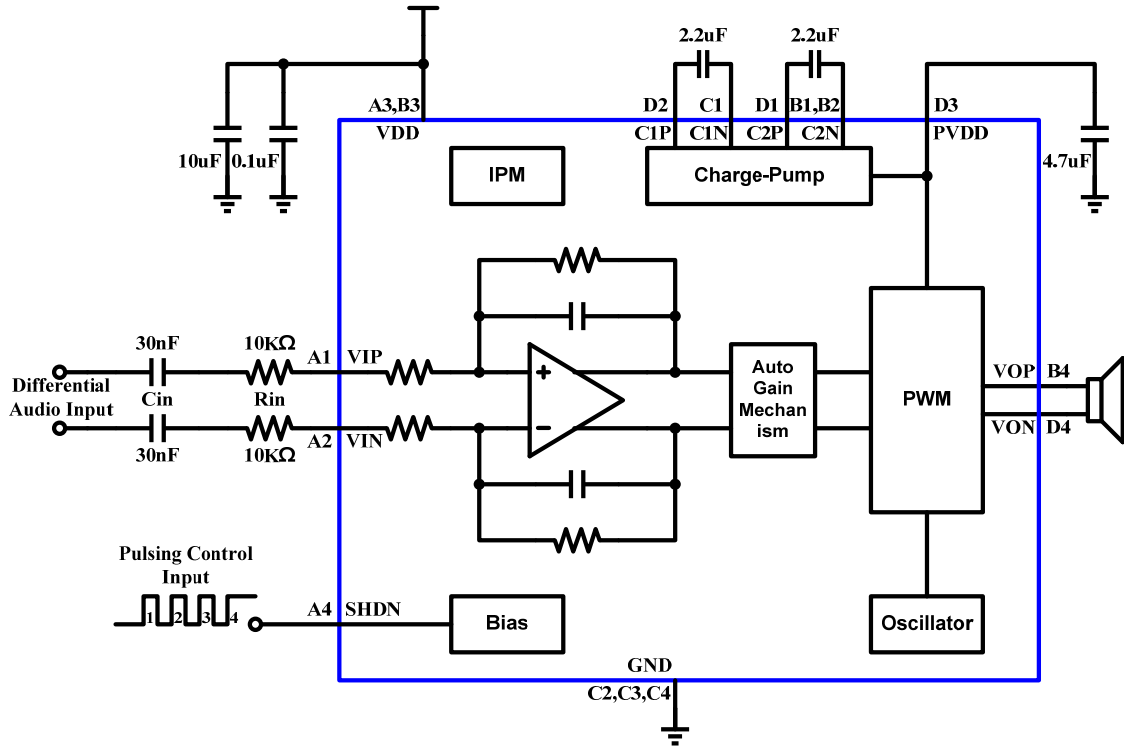 2.2uF 2.2uF
A3,B3 D2 C1 D1 B1,B2 D3
VDD C1P C1N C2P C2N PVDD
10uF 0.1uF 4.7uF
IPM
Charge-Pump
30nF 10KΩ A1 VIP
Differential
Audio Input
Cin Rin
30nF 10KΩ A2 VIN
Auto
Gain
Mechan
ism
PWM
VOP B4
VON D4
Pulsing Control
Input
1 2 3 4
A4 SHDN
Bias
Oscillator
GND
C2,C3,C4